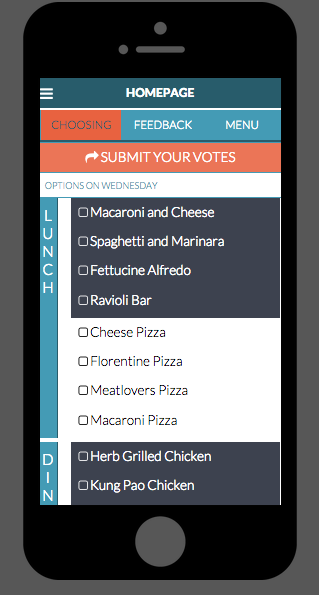 HOMEPAGE
CHOOSING FEEDBACK MENU
SUBMIT YOUR VOTES
OPTIONS ON WEDNESDAY
LUNCH
Macaroni and Cheese
Spaghetti and Marinara
Fettucine Alfredo
Ravioli Bar
Cheese Pizza
Florentine Pizza
Meatlovers Pizza
Macaroni Pizza
DIN
Herb Grilled Chicken
Kung Pao Chicken